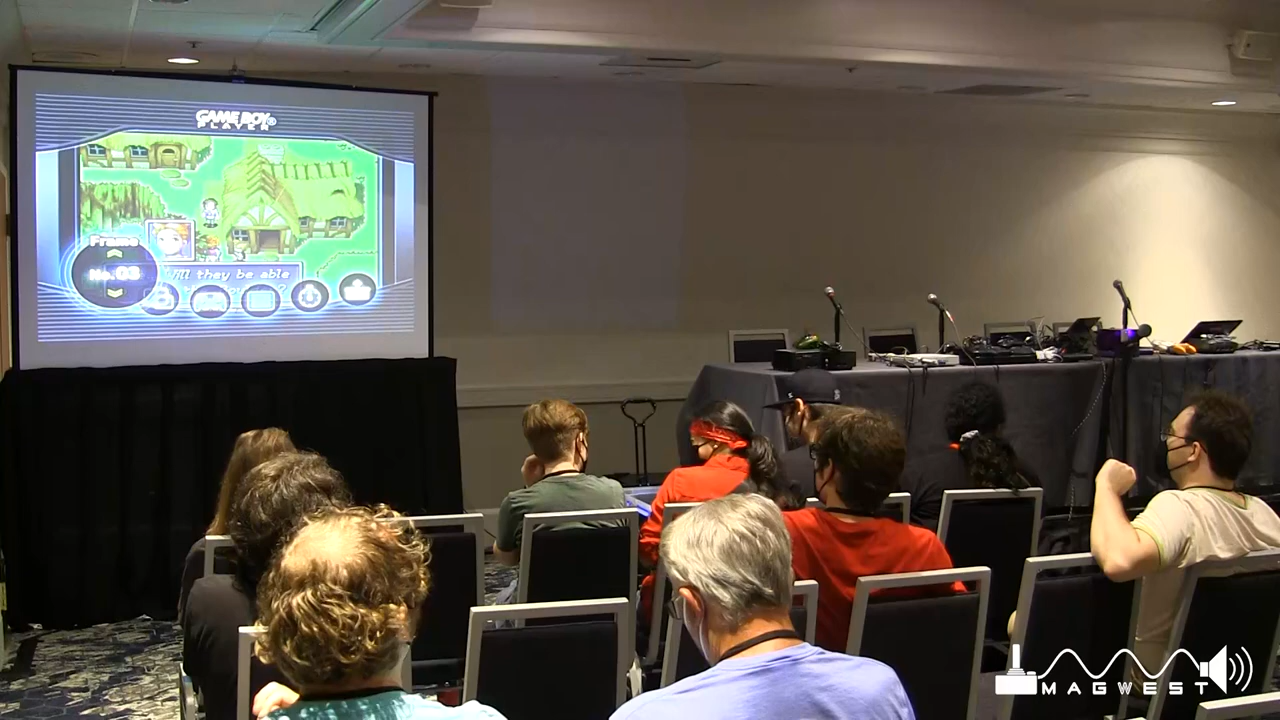 GAME BOY®
PLAYER
Frame
No.03
Will they be able
MAGWEST